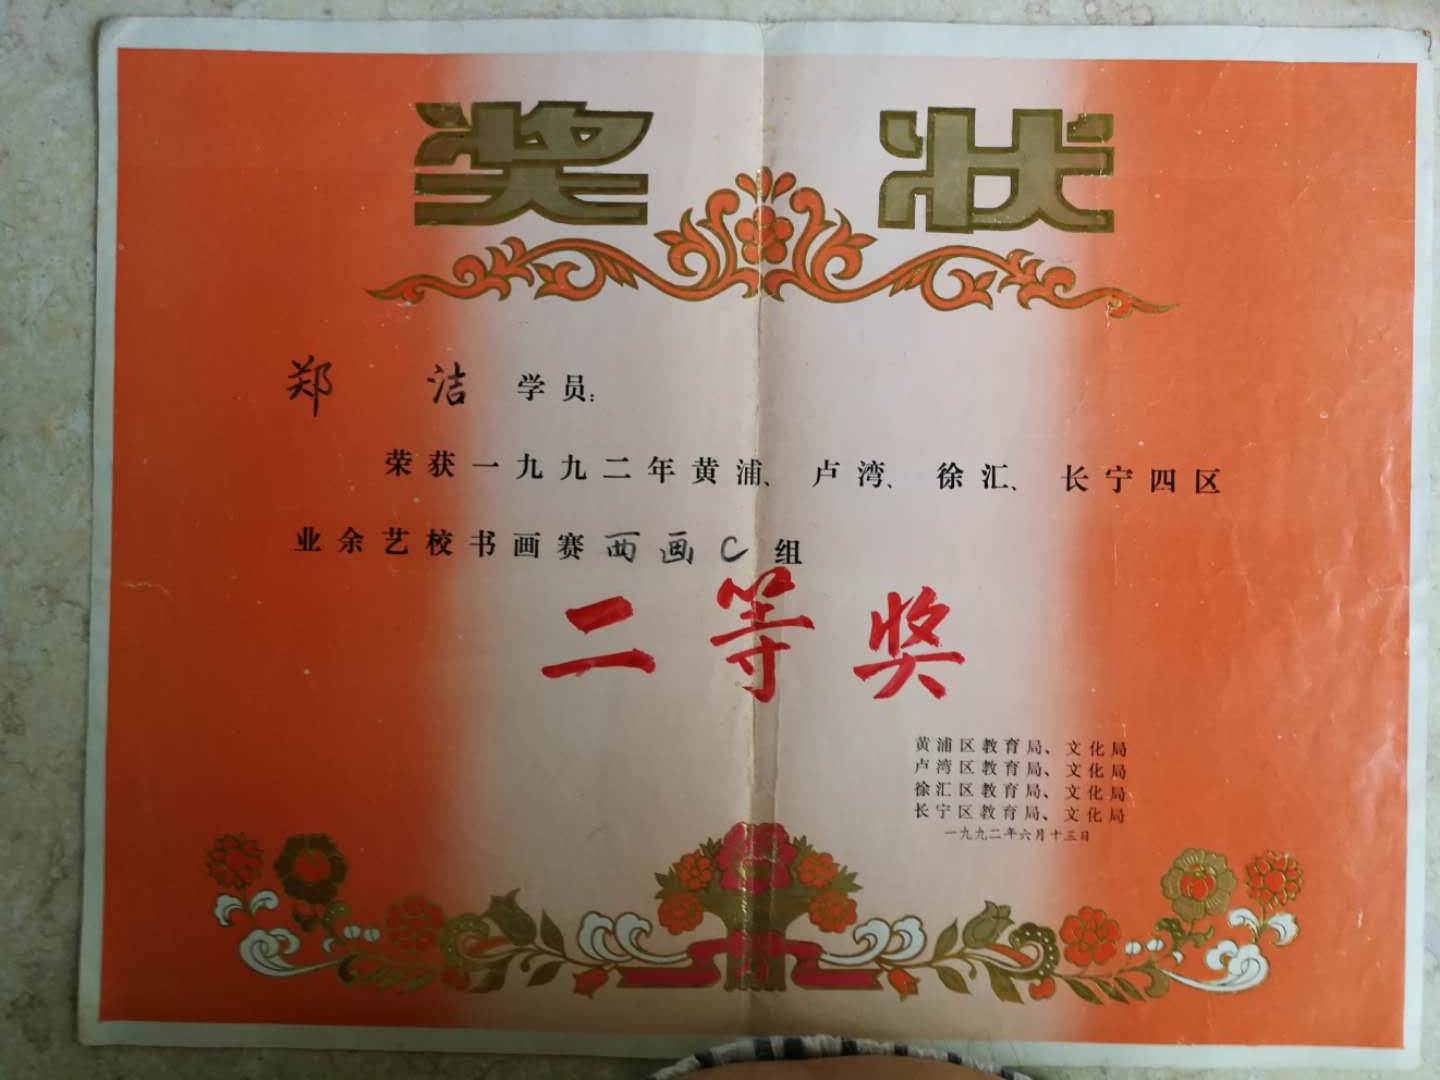 奖状
郑洁学员：
荣获一九九二年黄浦、卢湾、徐汇、长宁四区
业余艺校书画赛西画C组
二等奖
黄浦区教育局、文化局
卢湾区教育局、文化局
徐汇区教育局、文化局
长宁区教育局、文化局
一九九二年六月十三日